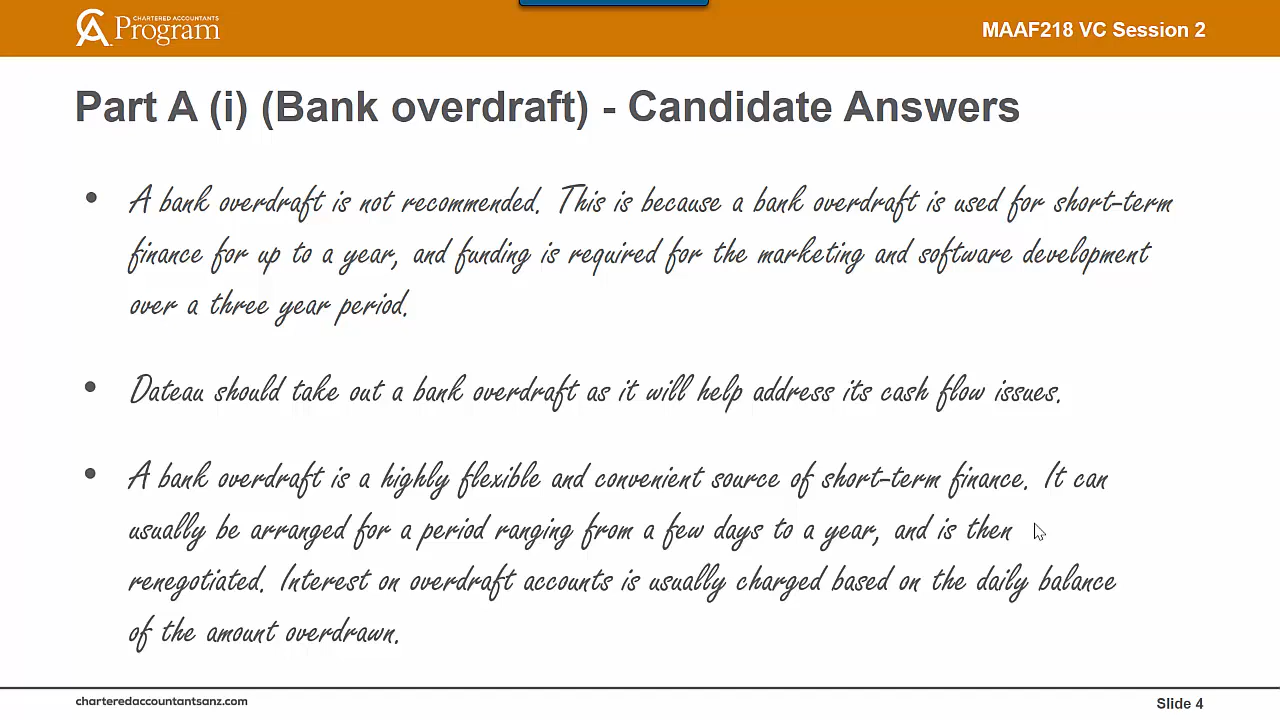 CHARTERED ACCOUNTANTS
CA Program
MAAF218 VC Session 2
Part A (i) (Bank overdraft) - Candidate Answers
• A bank overdraft is not recommended. This is because a bank overdraft is used for short-term
finance for up to a year, and funding is required for the marketing and software development
over a three year period.
• Dateau should take out a bank overdraft as it will help address its cash flow issues.
• A bank overdraft is a highly flexible and convenient source of short-term finance. It can
usually be arranged for a period ranging from a few days to a year, and is then
renegotiated. Interest on overdraft accounts is usually charged based on the daily balance
of the amount overdrawn.
charteredaccountantsanz.com
Slide 4